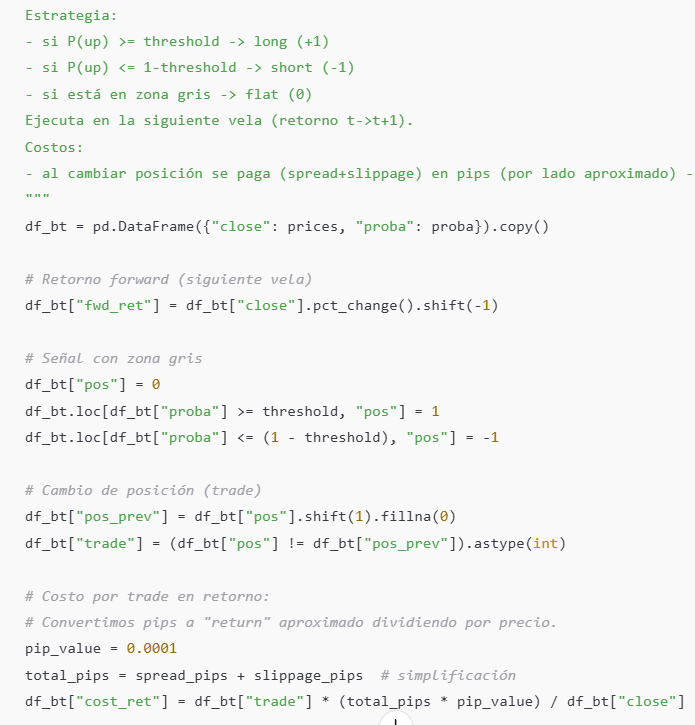 Estrategia:
- si P(up) >= threshold -> long (+1)
- si P(up) <= 1-threshold -> short (-1)
- si está en zona gris -> flat (0)
Ejecuta en la siguiente vela (retorno t->t+1).
Costos:
- al cambiar posición se paga (spread+slippage) en pips (por lado aproximado) -
"""
df_bt = pd.DataFrame({"close": prices, "proba": proba}).copy()
# Retorno forward (siguiente vela)
df_bt["fwd_ret"] = df_bt["close"].pct_change().shift(-1)
# Señal con zona gris
df_bt["pos"] = 0
df_bt.loc[df_bt["proba"] >= threshold, "pos"] = 1
df_bt.loc[df_bt["proba"] <= (1 - threshold), "pos"] = -1
# Cambio de posición (trade)
df_bt["pos_prev"] = df_bt["pos"].shift(1).fillna(0)
df_bt["trade"] = (df_bt["pos"] != df_bt["pos_prev"]).astype(int)
# Costo por trade en retorno:
# Convertimos pips a "return" aproximado dividiendo por precio.
pip_value = 0.0001
total_pips = spread_pips + slippage_pips  # simplificación
df_bt["cost_ret"] = df_bt["trade"] * (total_pips * pip_value) / df_bt["close"]